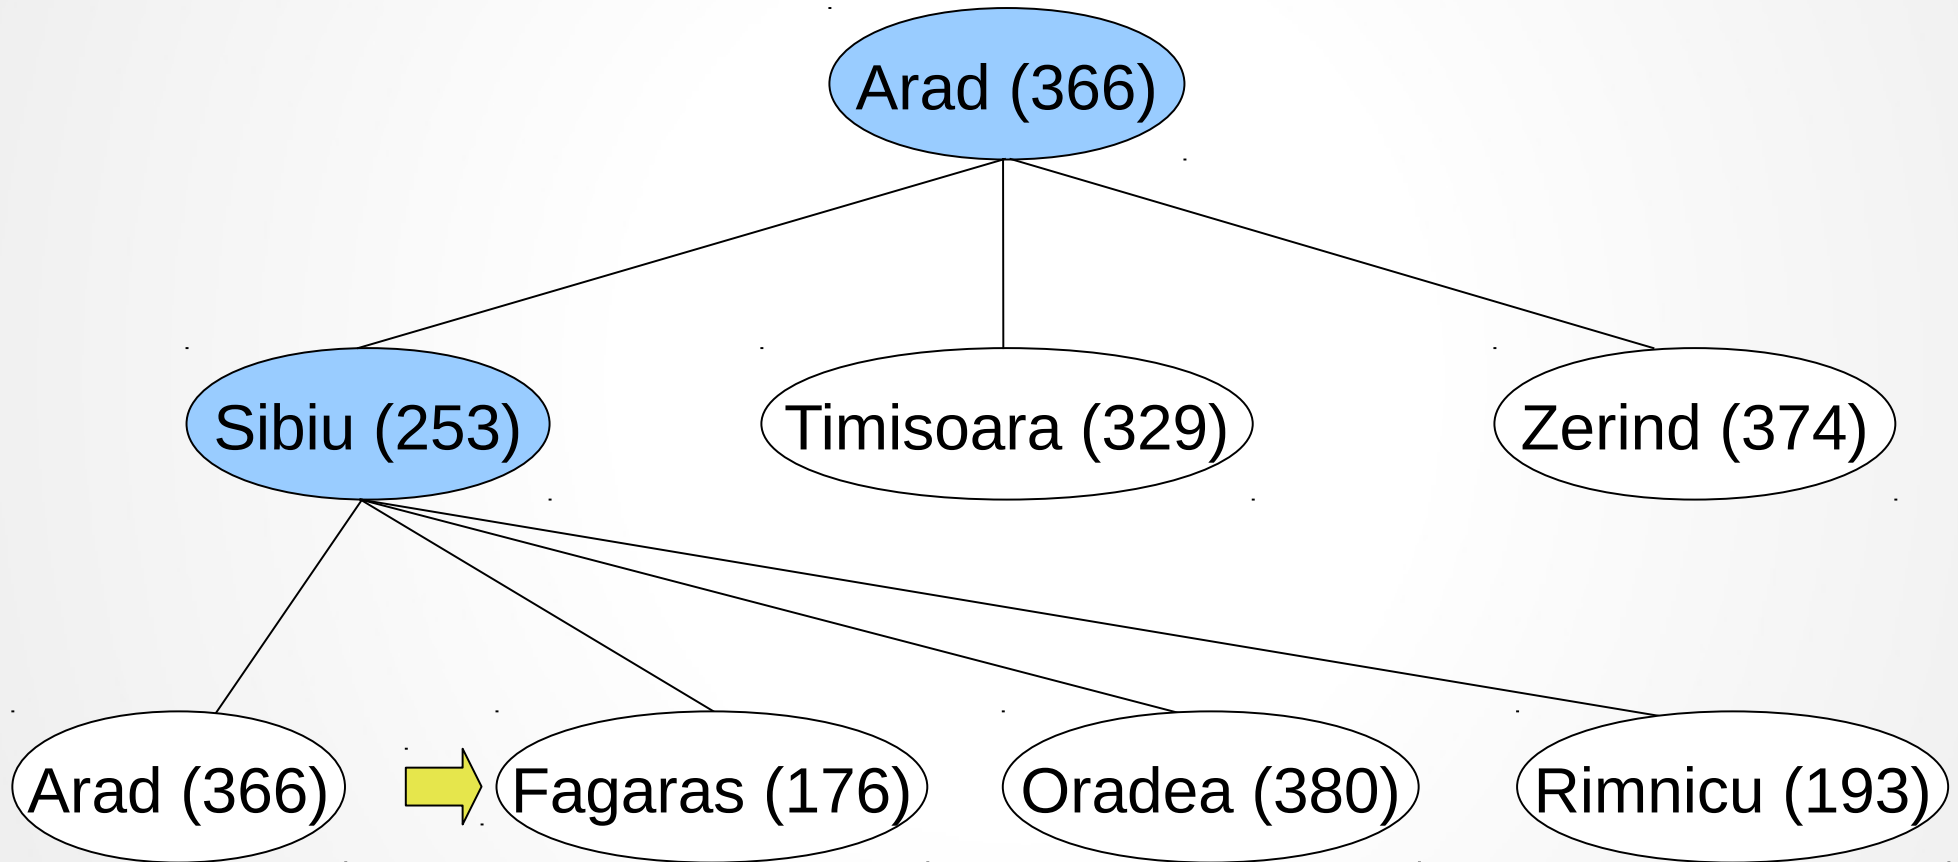 Arad (366)
Sibiu (253)
Timisoara (329)
Zerind (374)
Arad (366)
Fagaras (176)
Oradea (380)
Rimnicu (193)